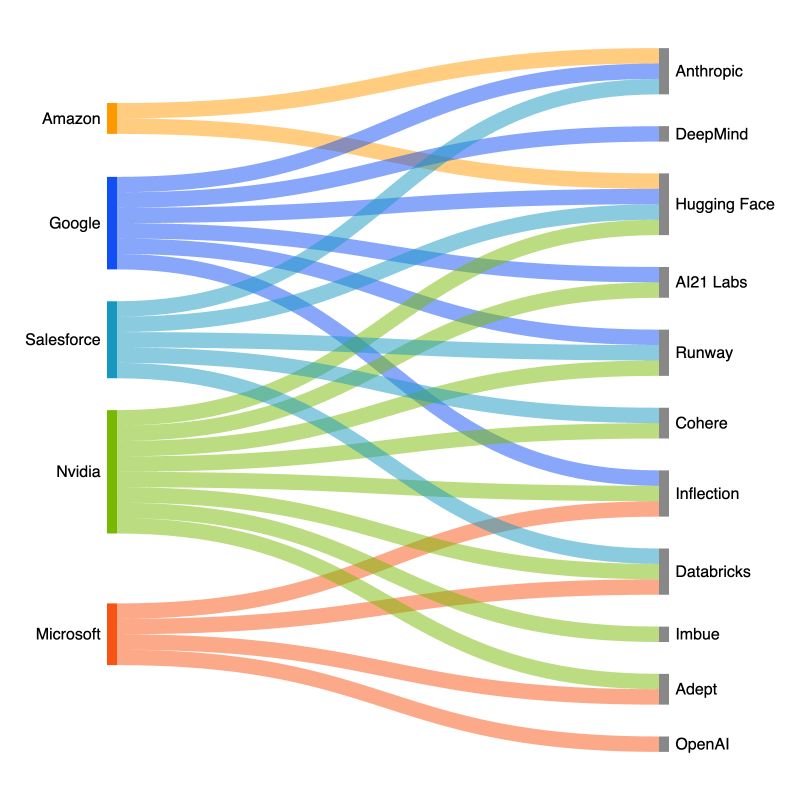 Amazon
Google
Salesforce
Nvidia
Microsoft
Anthropic
DeepMind
Hugging Face
AI21 Labs
Runway
Cohere
Inflection
Databricks
Imbue
Adept
OpenAI